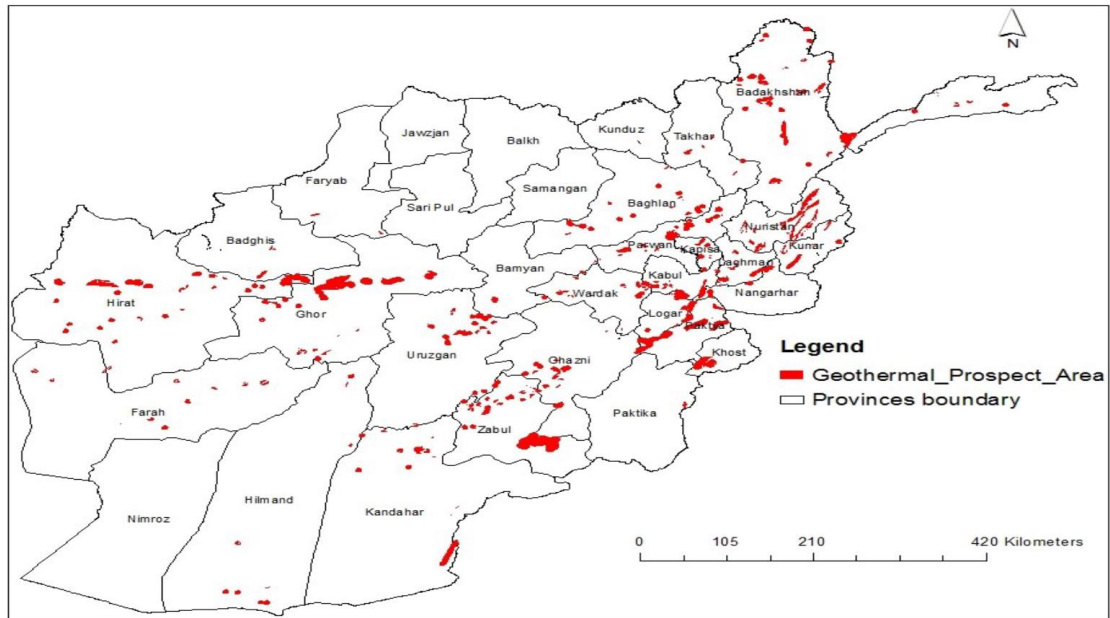 N
Badakhshan
Jawzjan
Balkh
Kunduz
Takhar
Faryab
Samangan
Sari Pul
Baghlan
Badghis
Nuristan
Parwan
Kapisa
Kunar
Laghman
Bamyan
Kabul
Wardak
Nangarhar
Hirat
Ghor
Logar
Paktya
Uruzgan
Ghazni
Khost
Legend
Geothermal_Prospect_Area
Provinces boundary
Farah
Zabul
Paktika
Hilmand
Kandahar
Nimroz
0 105 210 420 Kilometers